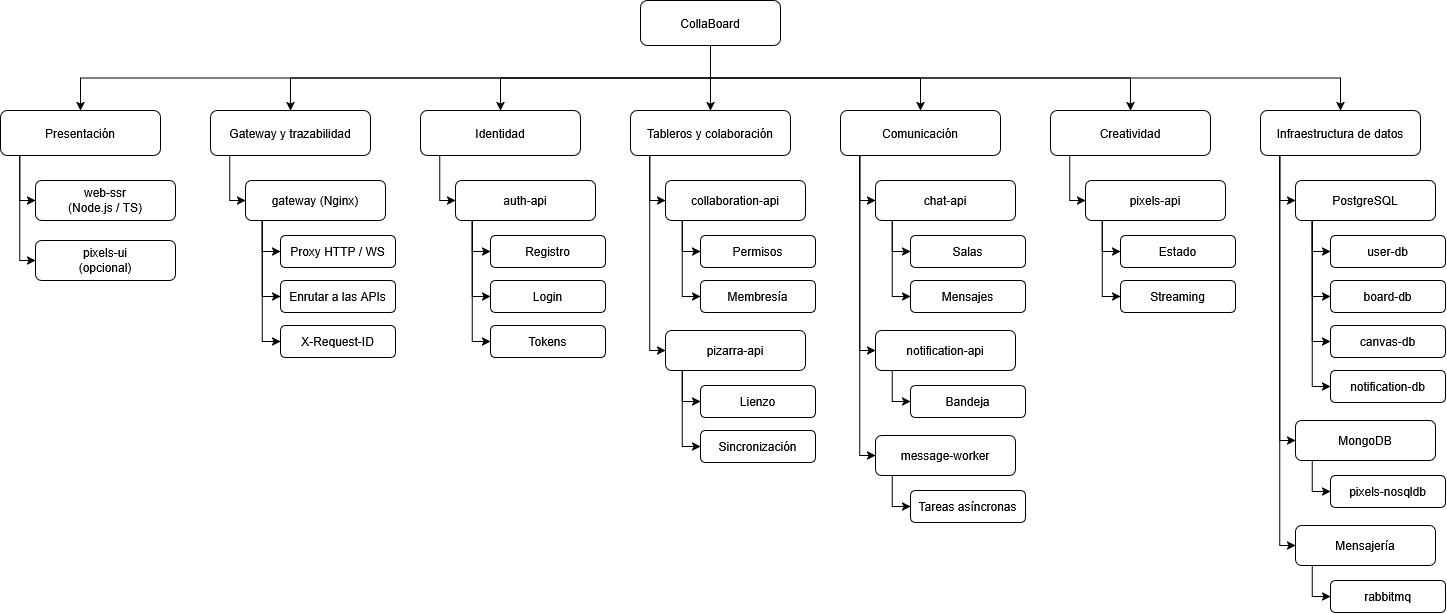 CollaBoard
Presentación
web-ssr
(Node.js / TS)
pixels-ui
(opcional)
Gateway y trazabilidad
gateway (Nginx)
Proxy HTTP / WS
Enrutar a las APIs
X-Request-ID
Identidad
auth-api
Registro
Login
Tokens
Tableros y colaboración
collaboration-api
Permisos
Membresía
pizarra-api
Lienzo
Sincronización
Comunicación
chat-api
Salas
Mensajes
notification-api
Bandeja
message-worker
Tareas asíncronas
Creatividad
pixels-api
Estado
Streaming
Infraestructura de datos
PostgreSQL
user-db
board-db
canvas-db
notification-db
MongoDB
pixels-nosqldb
Mensajería
rabbitmq